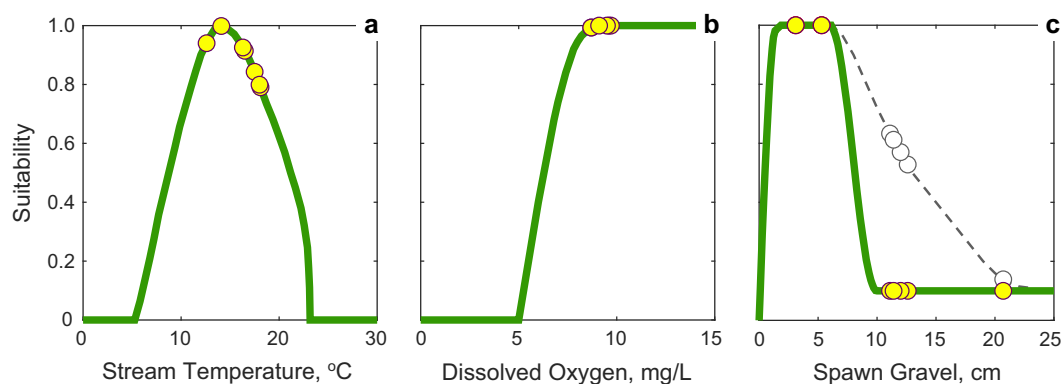 a
b
c
Suitability
1.0
0.8
0.6
0.4
0.2
0
0 10 20 30
0 5 10 15
0 5 10 15 20 25
Stream Temperature, °C
Dissolved Oxygen, mg/L
Spawn Gravel, cm